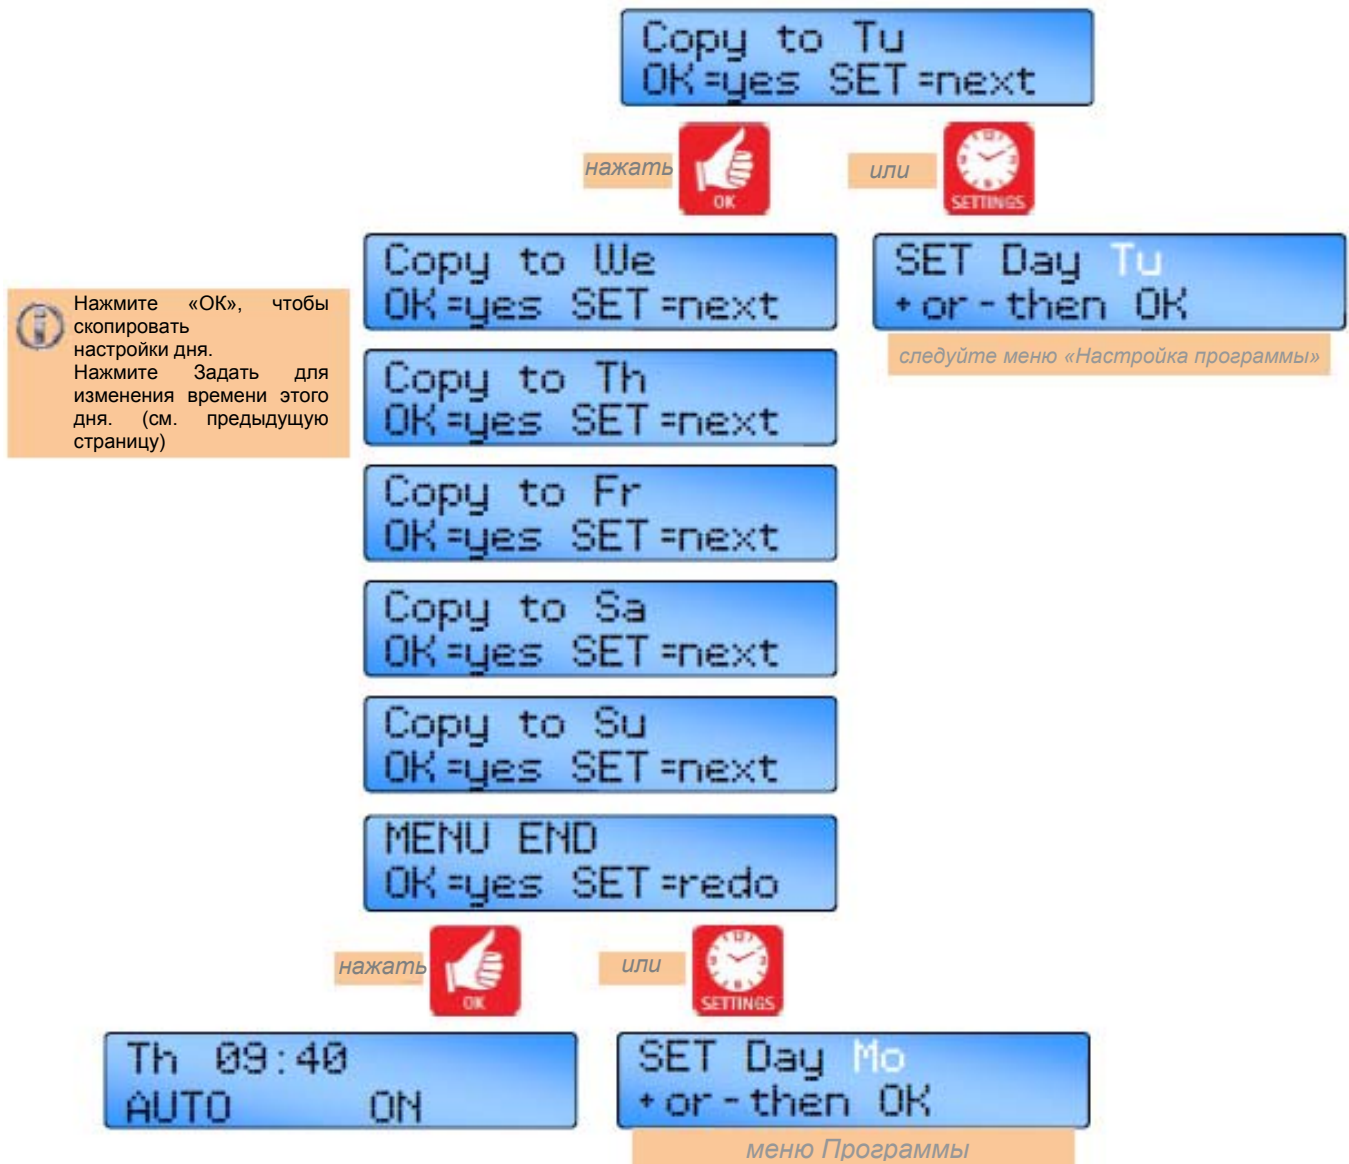 Copy to Tu
OK=yes SET=next
нажать
OK
или
SETTINGS
Copy to We
OK=yes SET=next
SET Day Tu
+or-then OK
следуйте меню «Настройка программы»
Нажмите «ОК», чтобы
скопировать
настройки дня.
Нажмите Задать для
изменения времени этого
дня. (см. предыдущую
страницу)
Copy to Th
OK=yes SET=next
Copy to Fr
OK=yes SET=next
Copy to Sa
OK=yes SET=next
Copy to Su
OK=yes SET=next
MENU END
OK=yes SET=redo
нажать
OK
или
SETTINGS
Th 09:40
AUTO ON
SET Day Mo
+or-then OK
меню Программы